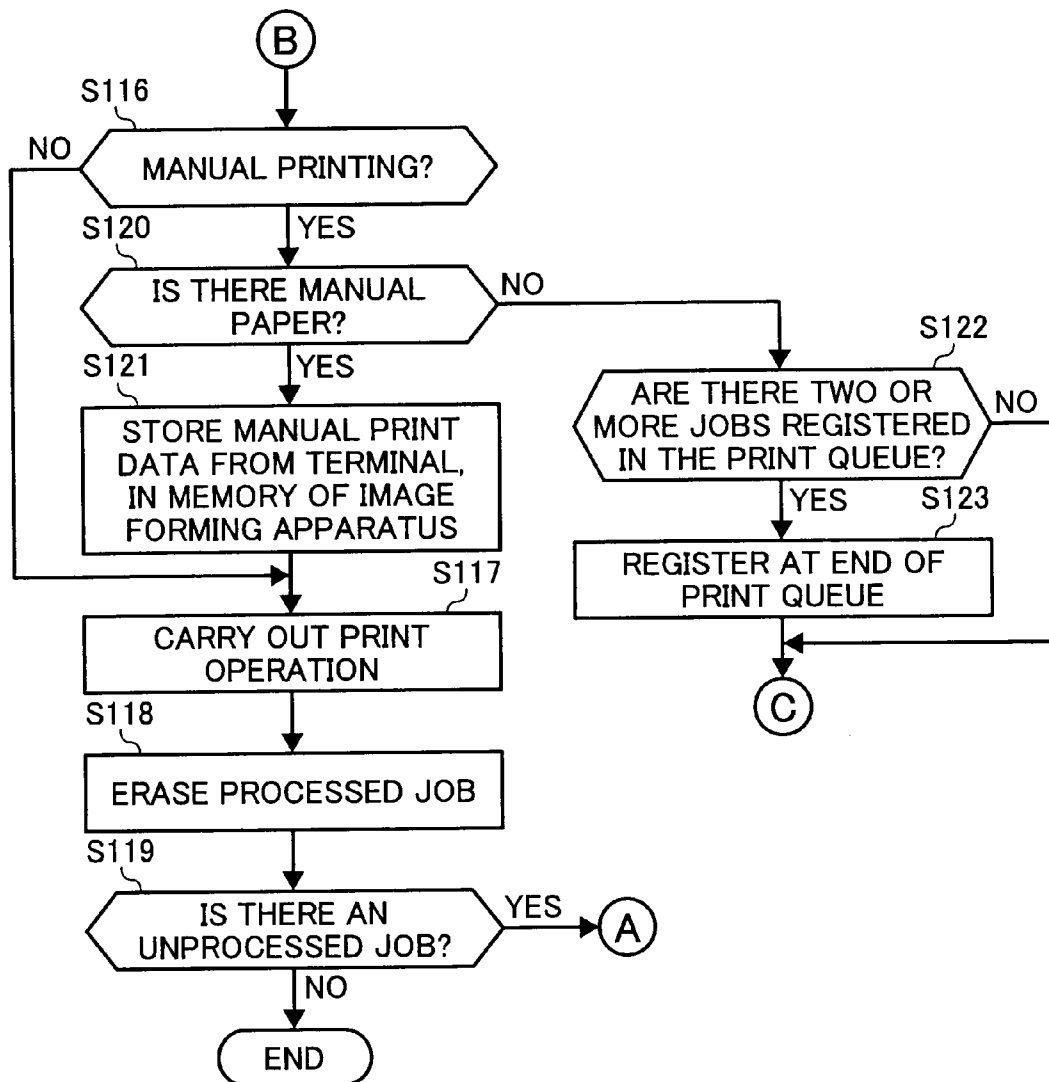 B
S116
NO
MANUAL PRINTING?
YES
S120
IS THERE MANUAL
PAPER?
NO
YES
S121
STORE MANUAL PRINT
DATA FROM TERMINAL,
IN MEMORY OF IMAGE
FORMING APPARATUS
S122
ARE THERE TWO OR
MORE JOBS REGISTERED
IN THE PRINT QUEUE?
NO
YES
S123
REGISTER AT END OF
PRINT QUEUE
C
S117
CARRY OUT PRINT
OPERATION
S118
ERASE PROCESSED JOB
S119
IS THERE AN
UNPROCESSED JOB?
YES
A
NO
END